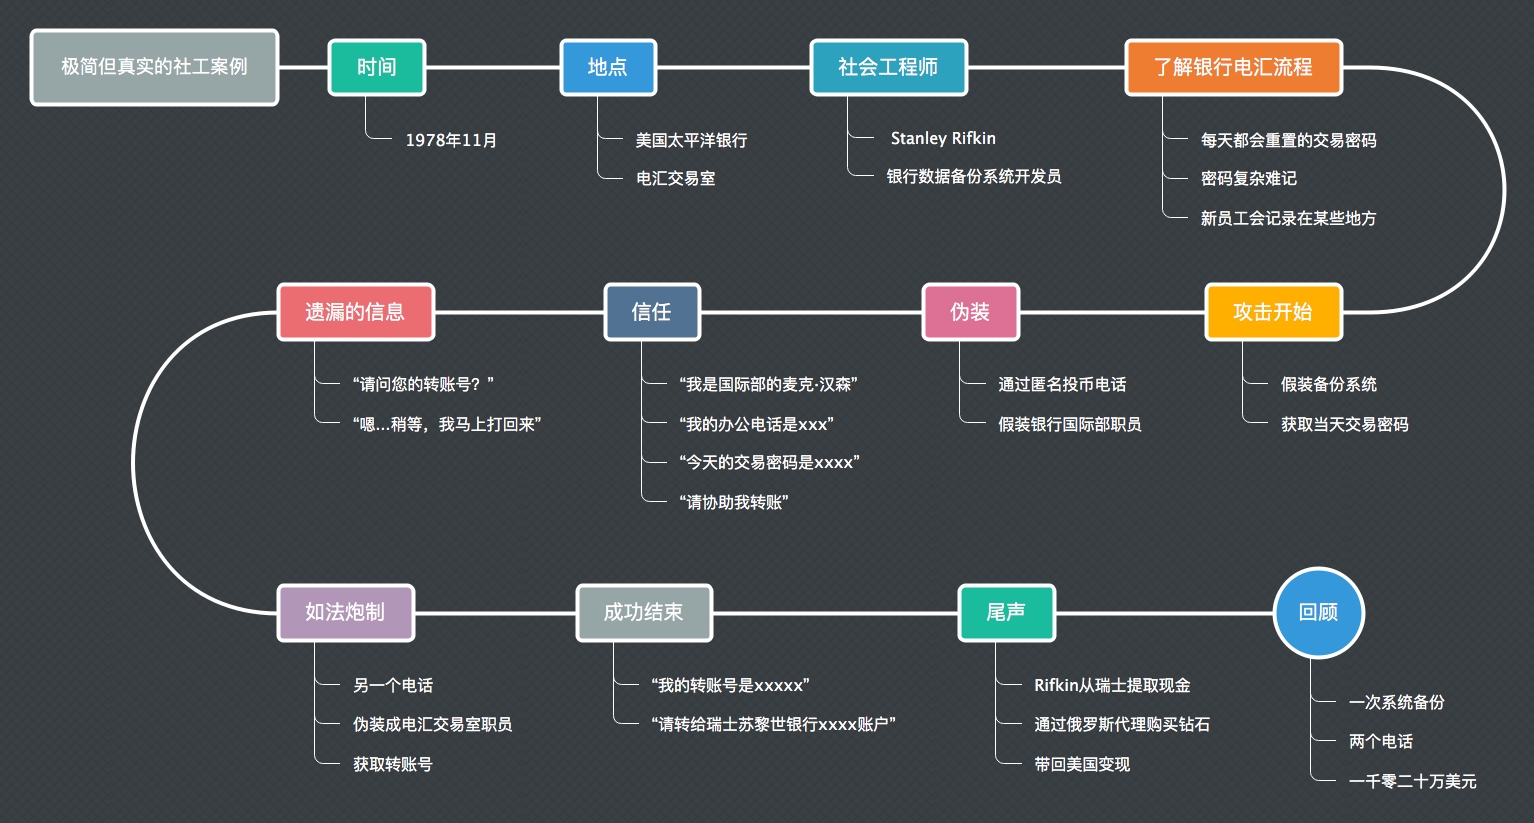 极简但真实的社工案例
时间
1978年11月
地点
美国太平洋银行
电汇交易室
社会工程师
Stanley Rifkin
银行数据备份系统开发员
了解银行电汇流程
每天都会重置的交易密码
密码复杂难记
新员工会记录在某些地方
攻击开始
假装备份系统
获取当天交易密码
伪装
通过匿名投币电话
假装银行国际部职员
信任
“我是国际部的麦克·汉森”
“我的办公电话是xxx”
“今天的交易密码是xxxx”
“请协助我转账”
遗漏的信息
“请问您的转账号？”
“嗯...稍等，我马上打回来”
如法炮制
另一个电话
伪装成电汇交易室职员
获取转账号
成功结束
“我的转账号是xxxxx”
“请转给瑞士苏黎世银行xxxx账户”
尾声
Rifkin从瑞士提取现金
通过俄罗斯代理购买钻石
带回美国变现
回顾
一次系统备份
两个电话
一千零二十万美元